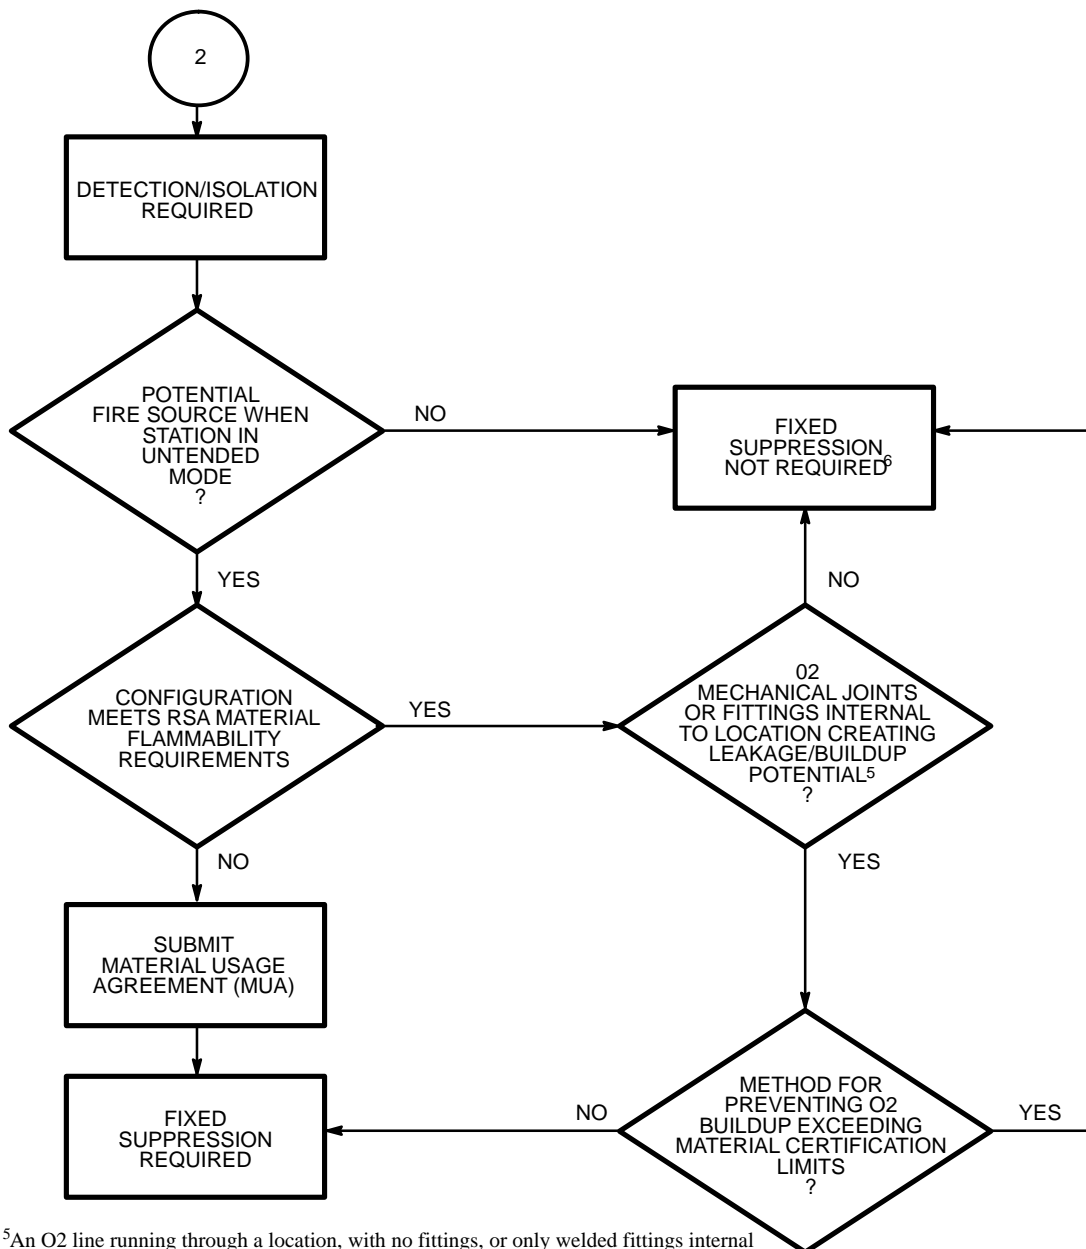 2
DETECTION/ISOLATION
REQUIRED
POTENTIAL
FIRE SOURCE WHEN
STATION IN
UNTENDED
MODE
?
NO
FIXED
SUPPRESSION
NOT REQUIRED6
YES
NO
CONFIGURATION
MEETS RSA MATERIAL
FLAMMABILITY
REQUIREMENTS
YES
02
MECHANICAL JOINTS
OR FITTINGS INTERNAL
TO LOCATION CREATING
LEAKAGE/BUILDUP
POTENTIAL5
?
NO
YES
SUBMIT
MATERIAL USAGE
AGREEMENT (MUA)
FIXED
SUPPRESSION
REQUIRED
NO
METHOD FOR
PREVENTING O2
BUILDUP EXCEEDING
MATERIAL CERTIFICATION
LIMITS
?
YES
5An O2 line running through a location, with no fittings, or only welded fittings internal